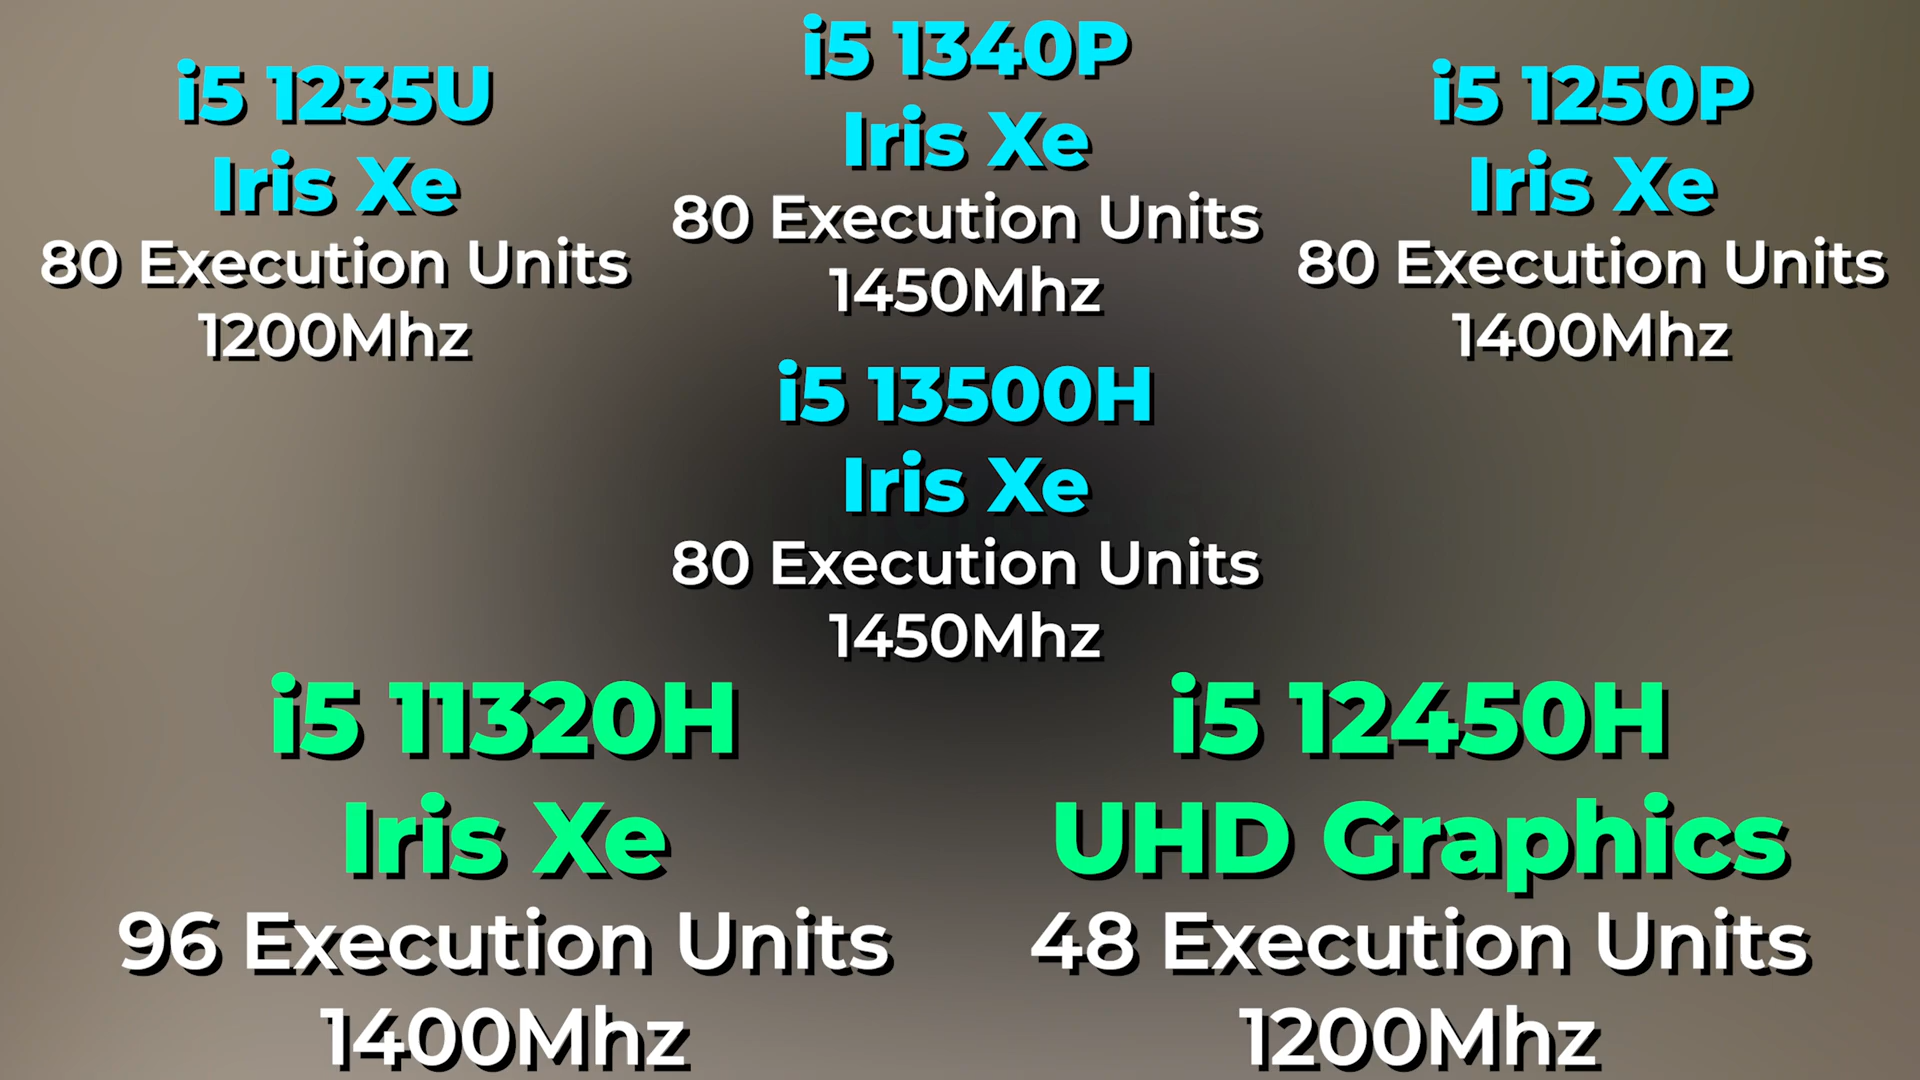 i5 1235U
Iris Xe
80 Execution Units
1200Mhz
i5 1340P
Iris Xe
80 Execution Units
1450Mhz
i5 1250P
Iris Xe
80 Execution Units
1400Mhz
i5 13500H
Iris Xe
80 Execution Units
1450Mhz
i5 11320H
Iris Xe
96 Execution Units
1400Mhz
i5 12450H
UHD Graphics
48 Execution Units
1200Mhz